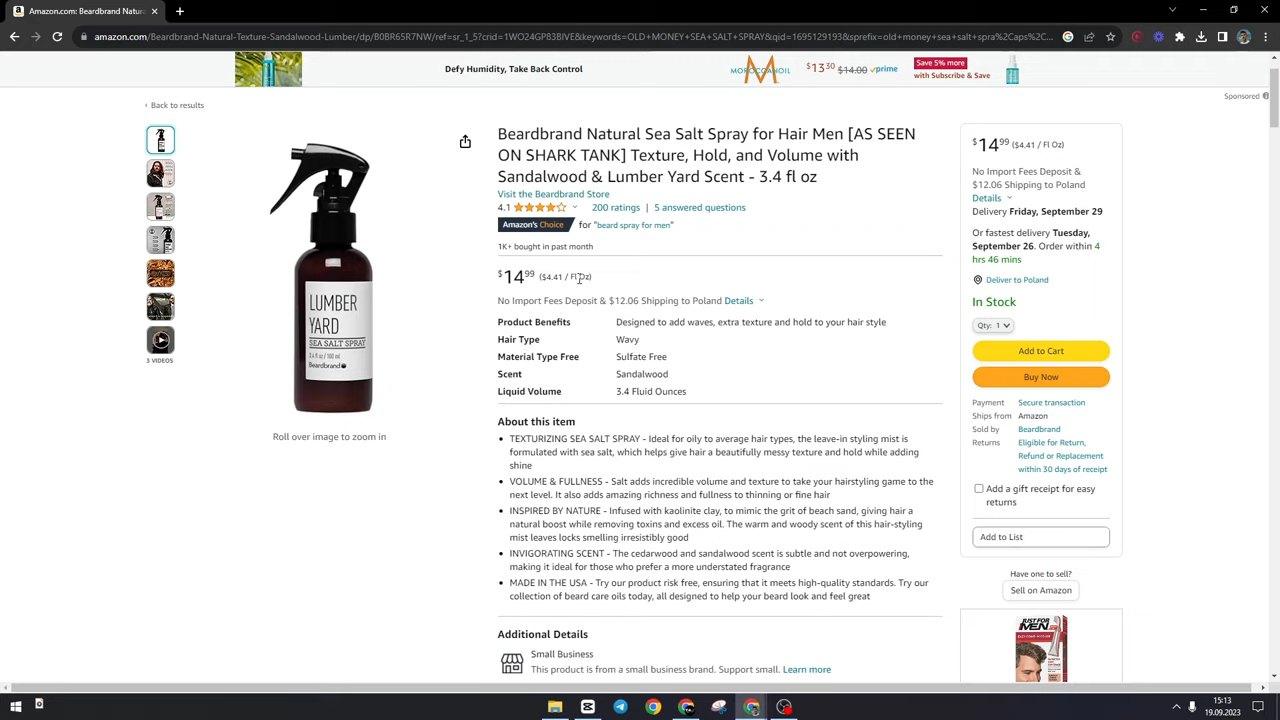 Amazon.com: Beardbrand Natura
amazon.com/Beardbrand-Natural-Texture-Sandalwood-Lumber/dp/B0BR65R7NW/ref=sr_1_5?crid=1WO24GP83BIVE&keywords=OLD+MONEY+SEA+SALT+SPRAY&qid=1695129193&sprefix=old+money+sea+salt+spra%2Caps%2C...
Defy Humidity, Take Back Control
MOROCCANOIL
$13.30 $14.00 prime
Save 5% more
with Subscribe & Save
Sponsored
‹ Back to results
Beardbrand Natural Sea Salt Spray for Hair Men [AS SEEN
ON SHARK TANK] Texture, Hold, and Volume with
Sandalwood & Lumber Yard Scent - 3.4 fl oz
Visit the Beardbrand Store
4.1 200 ratings | 5 answered questions
Amazon's Choice for "beard spray for men"
1K+ bought in past month
$14.99 ($4.41 / Fl Oz)
No Import Fees Deposit & $12.06 Shipping to Poland Details
Product Benefits Designed to add waves, extra texture and hold to your hair style
Hair Type Wavy
Material Type Free Sulfate Free
Scent Sandalwood
Liquid Volume 3.4 Fluid Ounces
LUMBER
YARD
SEA SALT SPRAY
3.4 fl oz / 100 ml
Beardbrand
3 VIDEOS
Roll over image to zoom in
About this item
• TEXTURIZING SEA SALT SPRAY - Ideal for oily to average hair types, the leave-in styling mist is
formulated with sea salt, which helps give hair a beautifully messy texture and hold while adding
shine
• VOLUME & FULLNESS - Salt adds incredible volume and texture to take your hairstyling game to the
next level. It also adds amazing richness and fullness to thinning or fine hair
• INSPIRED BY NATURE - Infused with kaolinite clay, to mimic the grit of beach sand, giving hair a
natural boost while removing toxins and excess oil. The warm and woody scent of this hair-styling
mist leaves locks smelling irresistibly good
• INVIGORATING SCENT - The cedarwood and sandalwood scent is subtle and not overpowering,
making it ideal for those who prefer a more understated fragrance
• MADE IN THE USA - Try our product risk free, ensuring that it meets high-quality standards. Try our
collection of beard care oils today, all designed to help your beard look and feel great
Additional Details
Small Business
This product is from a small business brand. Support small. Learn more
$14.99 ($4.41 / Fl Oz)
No Import Fees Deposit &
$12.06 Shipping to Poland
Details
Delivery Friday, September 29
Or fastest delivery Tuesday,
September 26. Order within 4
hrs 46 mins
Deliver to Poland
In Stock
Qty: 1
Add to Cart
Buy Now
Payment Secure transaction
Ships from Amazon
Sold by Beardbrand
Returns Eligible for Return,
Refund or Replacement
within 30 days of receipt
Add a gift receipt for easy
returns
Add to List
Have one to sell?
Sell on Amazon
JUST FOR
MEN
15:13
19.09.2023